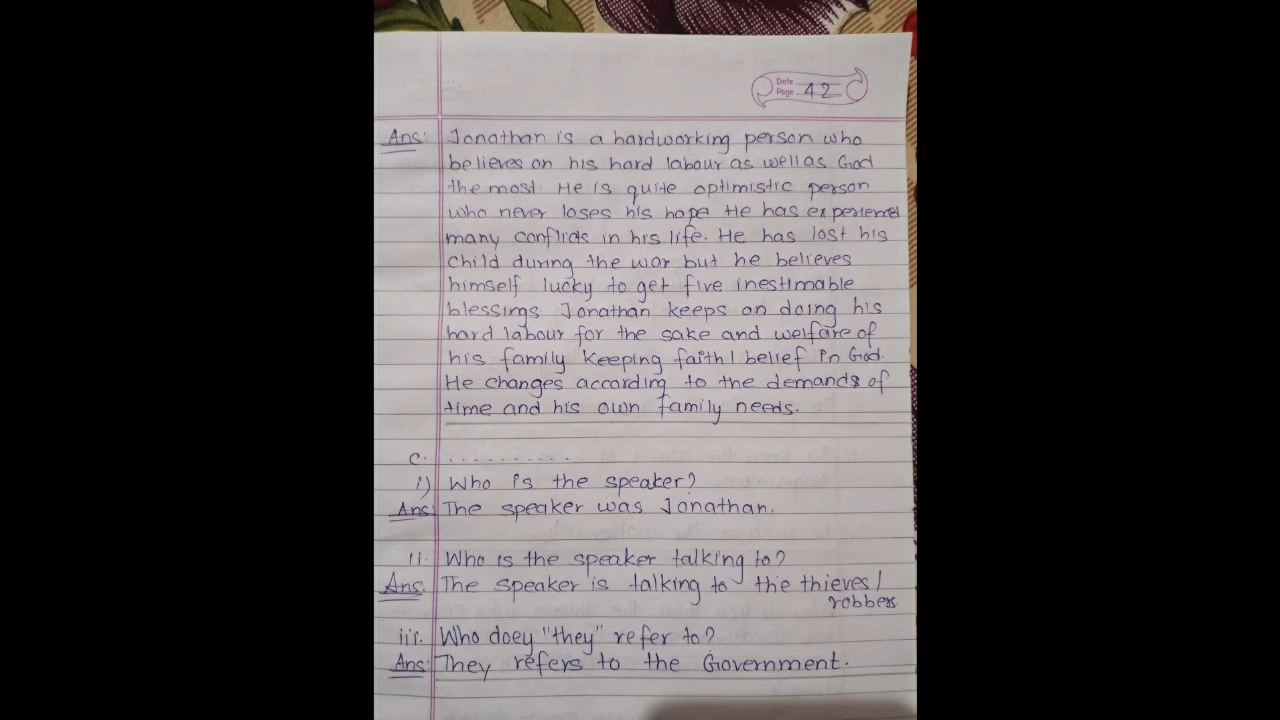 Date
Page 42
Ans: Jonathan is a hardworking person who
believes on his hard labour as well as God
the most. He is quite optimistic person
who never loses his hope. He has experienced
many conflicts in his life. He has lost his
child during the war but he believes
himself lucky to get five inestimable
blessings. Jonathan keeps on doing his
hard labour for the sake and welfare of
his family keeping faith/belief in God.
He changes according to the demands of
time and his own family needs.
c. ..........
i) Who is the speaker?
Ans: The speaker was Jonathan.
ii. Who is the speaker talking to?
Ans: The speaker is talking to the thieves/
robbers
iii. Who doey "they" refer to?
Ans: They refers to the Government.